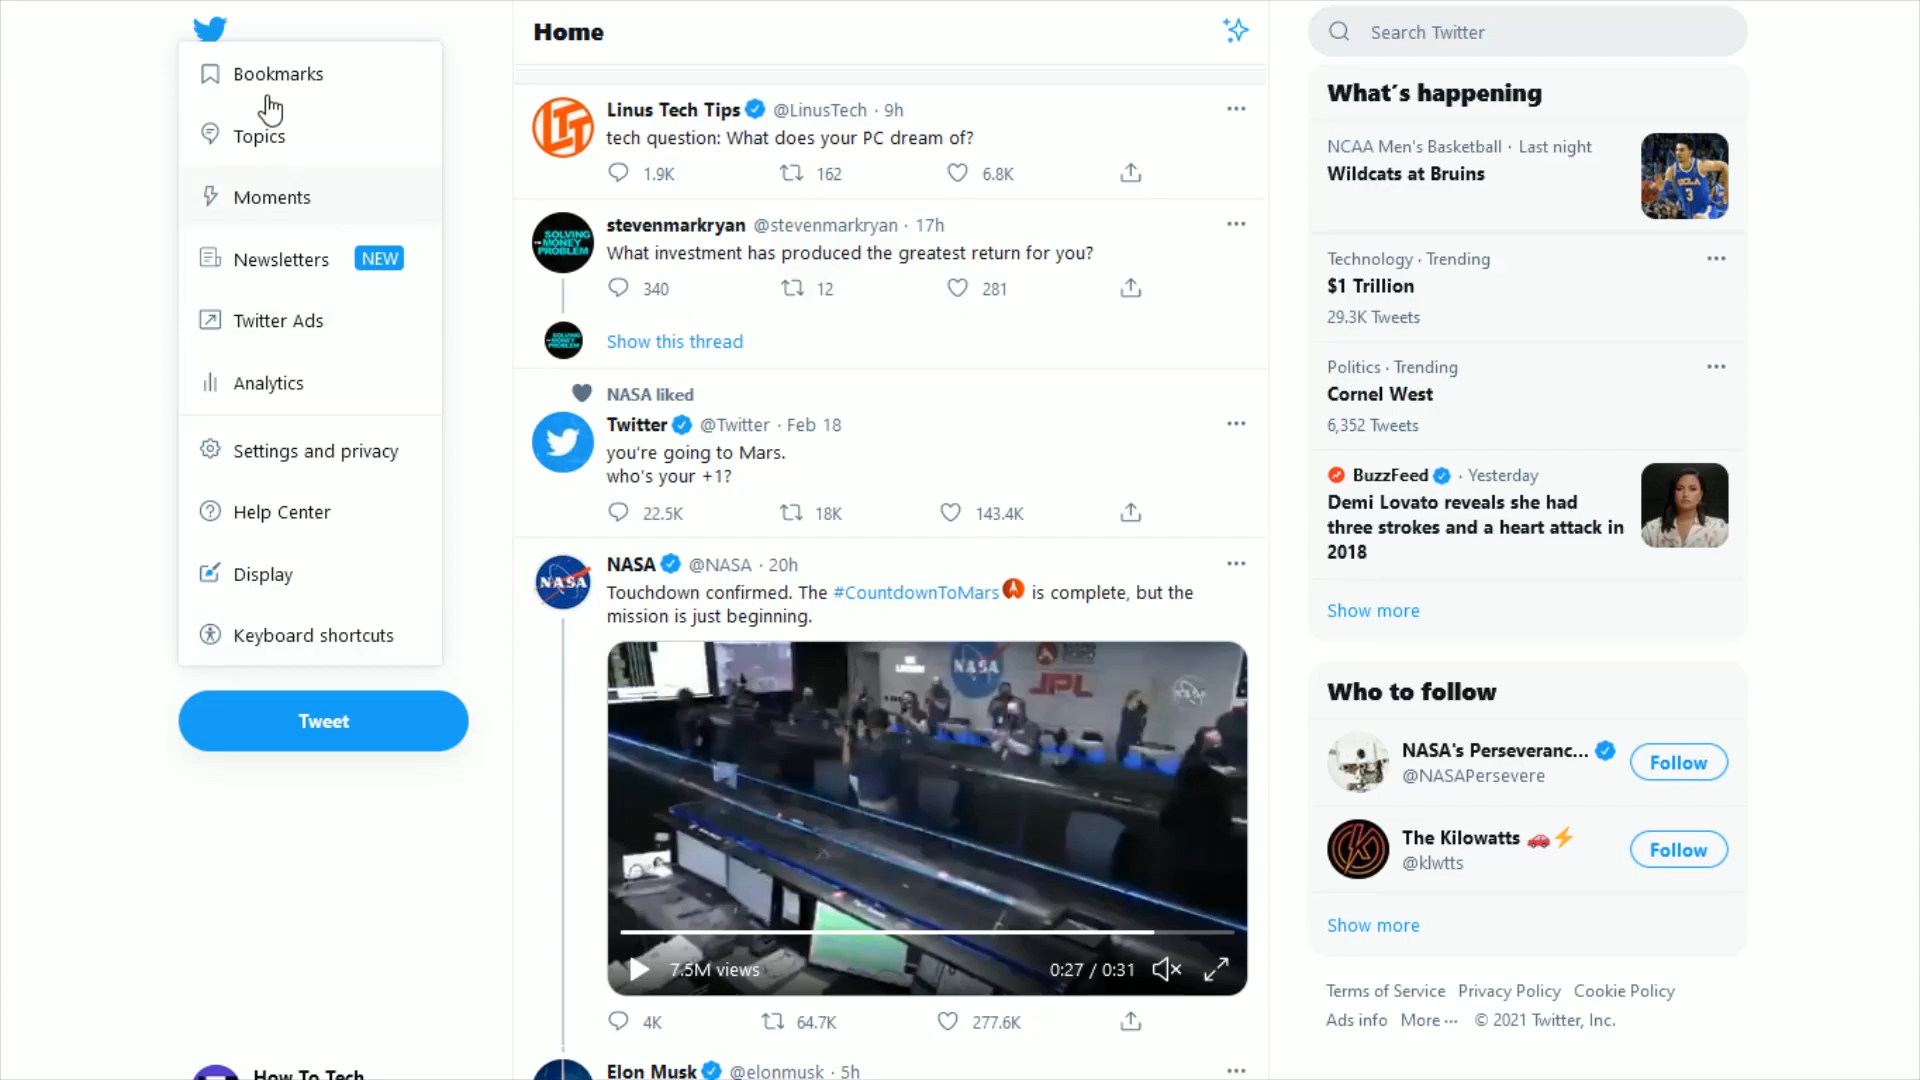 Bookmarks
Topics
Moments
Newsletters NEW
Twitter Ads
Analytics
Settings and privacy
Help Center
Display
Keyboard shortcuts
Tweet
How To Tech
Home
Linus Tech Tips @LinusTech · 9h
tech question: What does your PC dream of?
1.9K 162 6.8K
SOLVING
MONEY
PROBLEM
stevenmarkryan @stevenmarkryan · 17h
What investment has produced the greatest return for you?
340 12 281
Show this thread
NASA liked
Twitter @Twitter · Feb 18
you're going to Mars.
who's your +1?
22.5K 18K 143.4K
NASA
NASA @NASA · 20h
Touchdown confirmed. The #CountdownToMars is complete, but the
mission is just beginning.
NASA
JPL
7.5M views 0:27 / 0:31
4K 64.7K 277.6K
Elon Musk @elonmusk · 5h
Search Twitter
What´s happening
NCAA Men's Basketball · Last night
Wildcats at Bruins
UCLA
3
Technology · Trending
$1 Trillion
29.3K Tweets
Politics · Trending
Cornel West
6,352 Tweets
BuzzFeed · Yesterday
Demi Lovato reveals she had
three strokes and a heart attack in
2018
Show more
Who to follow
NASA's Perseveranc...
@NASAPersevere
Follow
The Kilowatts
@klwtts
Follow
Show more
Terms of Service Privacy Policy Cookie Policy
Ads info More ··· © 2021 Twitter, Inc.